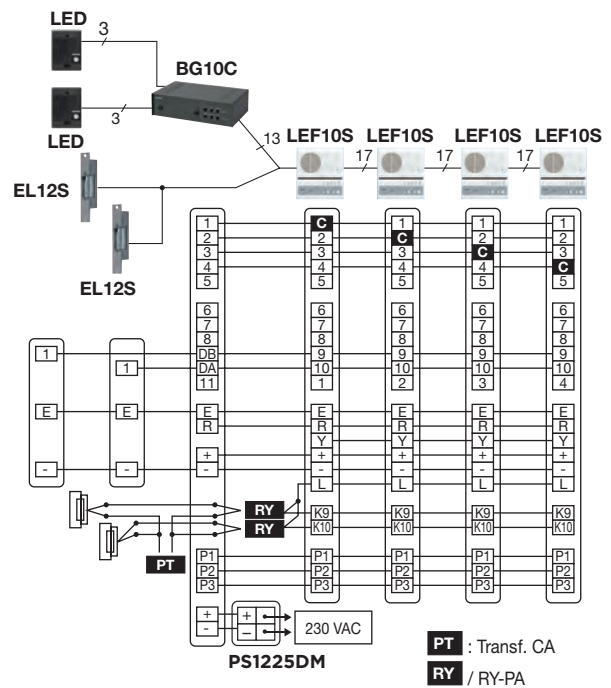 LED
3
BG10C
3
LED
13
LEF10S LEF10S LEF10S LEF10S
17 17 17
EL12S
EL12S
1 C 1 1 1
2 2 C 2 2
3 3 3 C 3
4 4 4 4 C
5 5 5 5 5
6 6 6 6 6
7 7 7 7 7
8 8 8 8 8
1 DB 9 9 9 9
1 DA 10 10 10 10
11 1 2 3 4
E E E E E E E
R R R R R
Y Y Y Y
+ + + + +
- - - - - - -
L L L L
RY K9 K9 K9 K9
RY K10 K10 K10 K10
PT
P1 P1 P1 P1 P1
P2 P2 P2 P2 P2
P3 P3 P3 P3 P3
+ +
- – 230 VAC
PS1225DM
PT : Transf. CA
RY / RY-PA